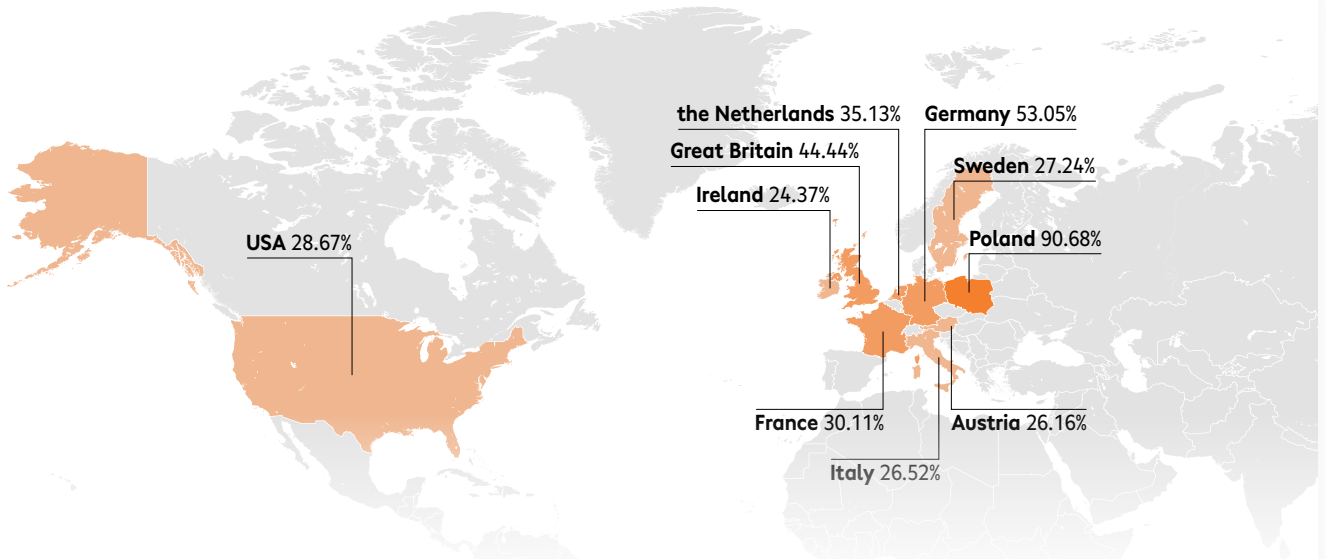 the Netherlands 35.13%
Germany 53.05%
Great Britain 44.44%
Sweden 27.24%
Ireland 24.37%
Poland 90.68%
USA 28.67%
France 30.11%
Austria 26.16%
Italy 26.52%